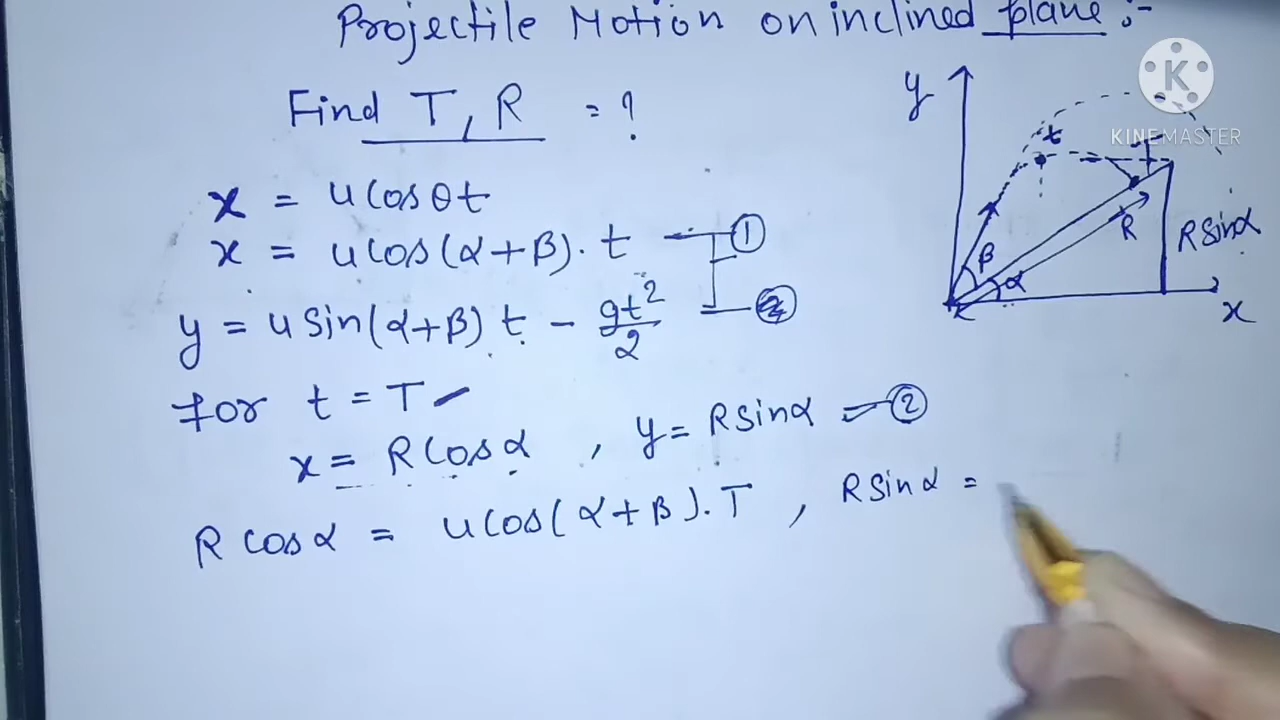 Projectile Motion on inclined plane :-
Find T, R = ?
x = u cos θ t
x = u cos (α + β) . t — ①
y = u sin (α + β) t − gt²/2 —
for t = T
x = R cos α , y = R sin α = ②
R cos α = u cos (α + β) . T , R sin α =
y
t
T
R
R sin α
β
α
x
K
KINEMASTER